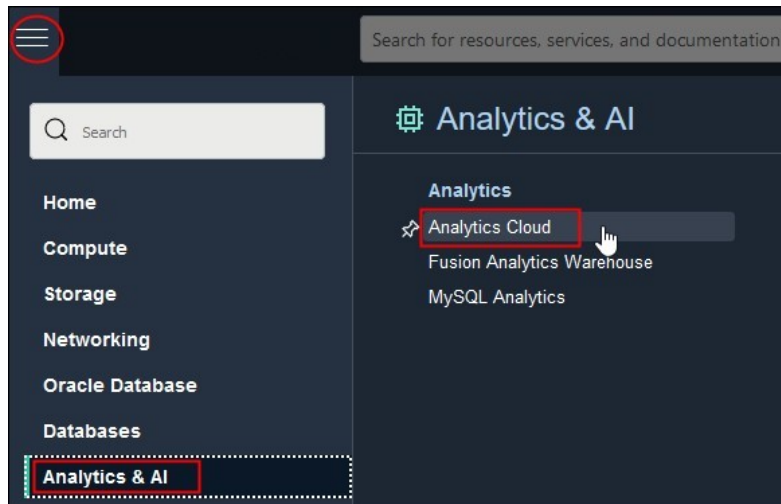 Search for resources, services, and documentation
Search
Home
Compute
Storage
Networking
Oracle Database
Databases
Analytics & AI
Analytics & AI
Analytics
Analytics Cloud
Fusion Analytics Warehouse
MySQL Analytics